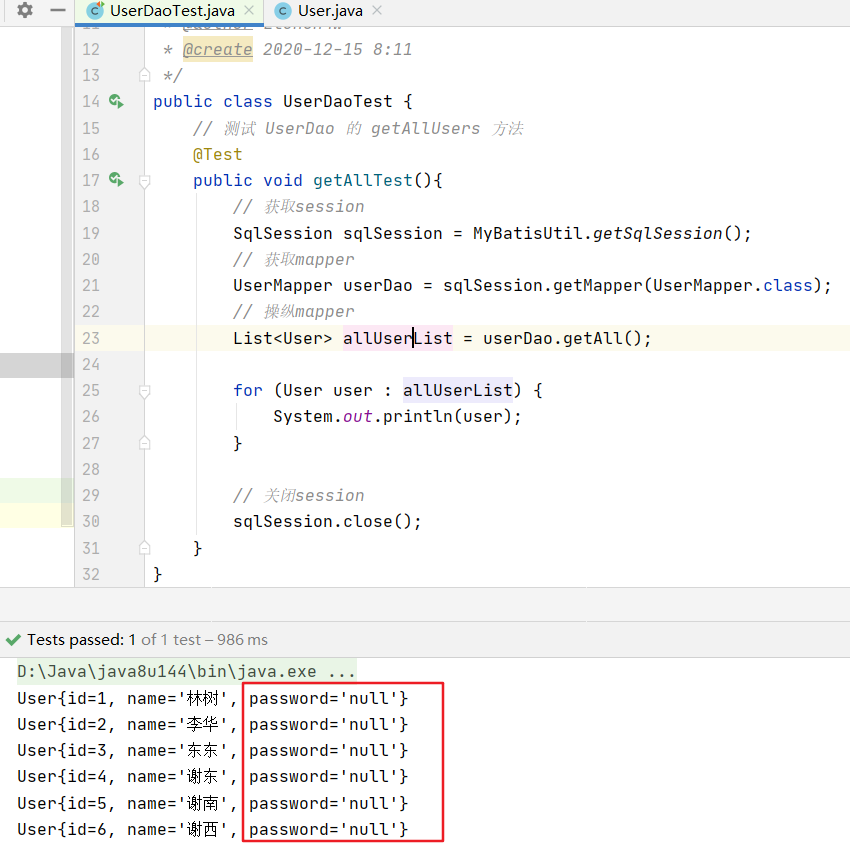 UserDaoTest.java User.java
12 * @create 2020-12-15 8:11
13 */
14 public class UserDaoTest {
15 // 测试 UserDao 的 getAllUsers 方法
16 @Test
17 public void getAllTest(){
18 // 获取session
19 SqlSession sqlSession = MyBatisUtil.getSqlSession();
20 // 获取mapper
21 UserMapper userDao = sqlSession.getMapper(UserMapper.class);
22 // 操纵mapper
23 List<User> allUserList = userDao.getAll();
24
25 for (User user : allUserList) {
26 System.out.println(user);
27 }
28
29 // 关闭session
30 sqlSession.close();
31 }
32 }
Tests passed: 1 of 1 test – 986 ms
D:\Java\java8u144\bin\java.exe ...
User{id=1, name='林树', password='null'}
User{id=2, name='李华', password='null'}
User{id=3, name='东东', password='null'}
User{id=4, name='谢东', password='null'}
User{id=5, name='谢南', password='null'}
User{id=6, name='谢西', password='null'}